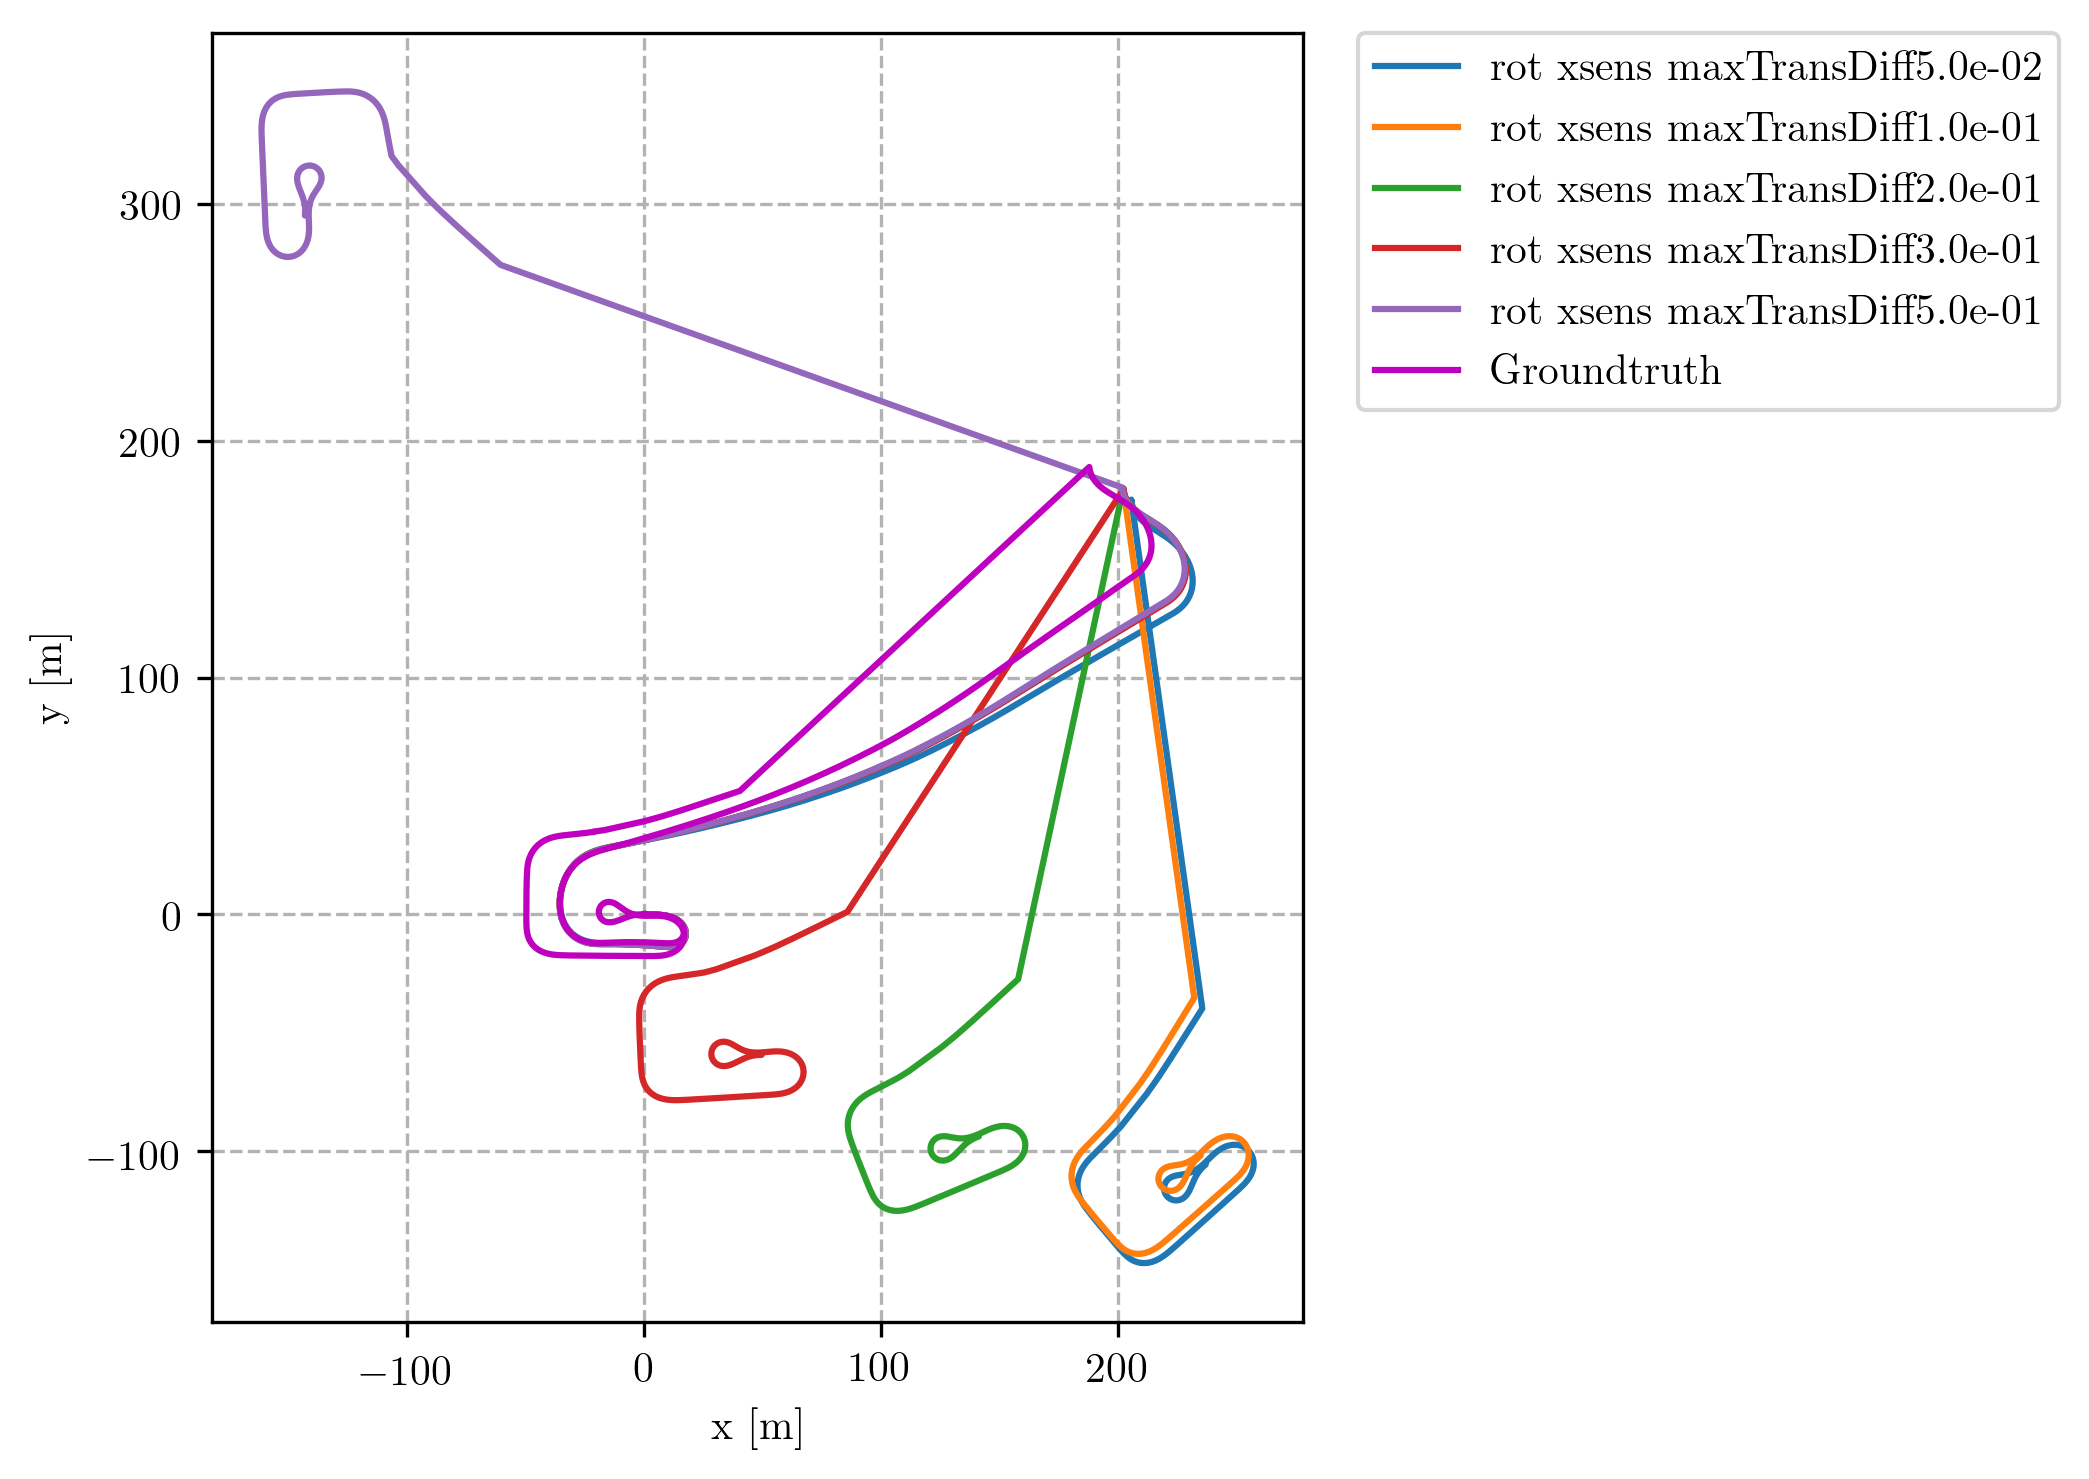 rot xsens maxTransDiff5.0e-02
rot xsens maxTransDiff1.0e-01
rot xsens maxTransDiff2.0e-01
rot xsens maxTransDiff3.0e-01
rot xsens maxTransDiff5.0e-01
Groundtruth
300
200
100
0
−100
y [m]
−100 0 100 200
x [m]